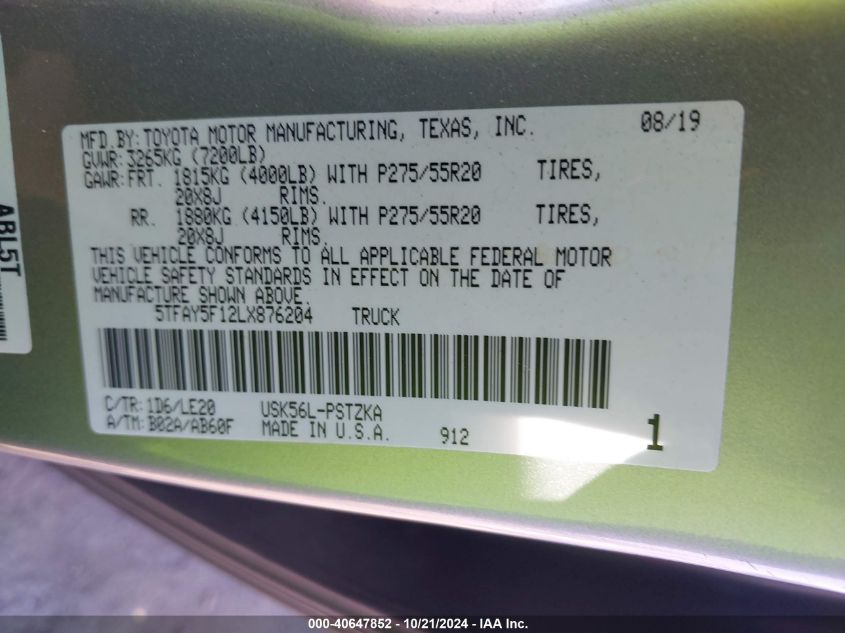 MFD.BY:TOYOTA MOTOR MANUFACTURING, TEXAS, INC. 08/19
GVWR:3265KG (7200LB)
GAWR:FRT. 1815KG (4000LB) WITH P275/55R20 TIRES,
20X8J RIMS.
RR. 1880KG (4150LB) WITH P275/55R20 TIRES,
20X8J RIMS.
THIS VEHICLE CONFORMS TO ALL APPLICABLE FEDERAL MOTOR
VEHICLE SAFETY STANDARDS IN EFFECT ON THE DATE OF
MANUFACTURE SHOWN ABOVE.
5TFAY5F12LX876204 TRUCK
C/TR:1D6/LE20 USK56L-PSTZKA
A/TM:B02A/AB60F MADE IN U.S.A. 912 1
ABL5T
000-40647852 - 10/21/2024 - IAA Inc.